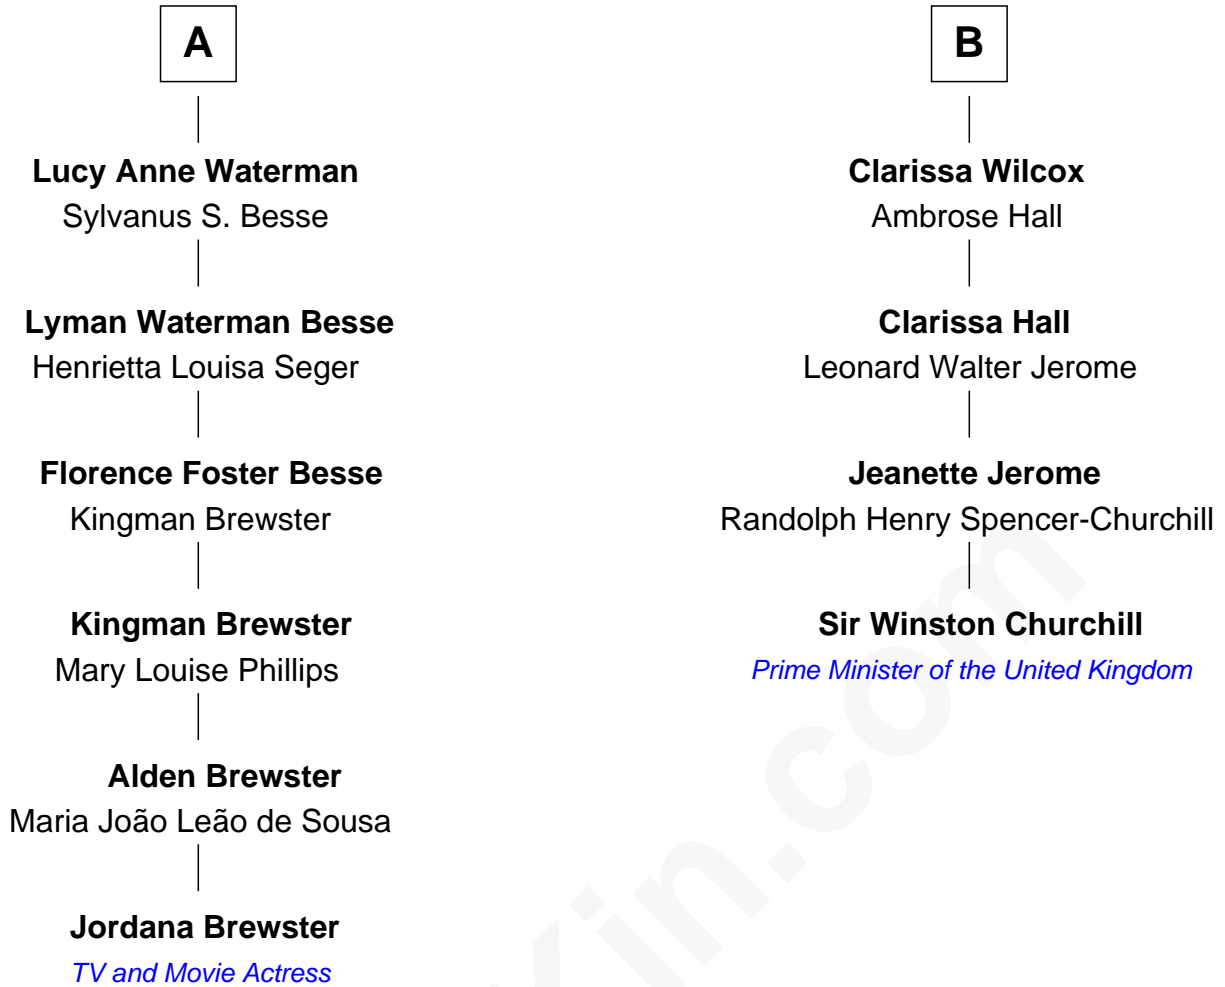 A
Lucy Anne Waterman
Sylvanus S. Besse
Lyman Waterman Besse
Henrietta Louisa Seger
Florence Foster Besse
Kingman Brewster
Kingman Brewster
Mary Louise Phillips
Alden Brewster
Maria João Leão de Sousa
Jordana Brewster
TV and Movie Actress
B
Clarissa Wilcox
Ambrose Hall
Clarissa Hall
Leonard Walter Jerome
Jeanette Jerome
Randolph Henry Spencer-Churchill
Sir Winston Churchill
Prime Minister of the United Kingdom
Kin.com